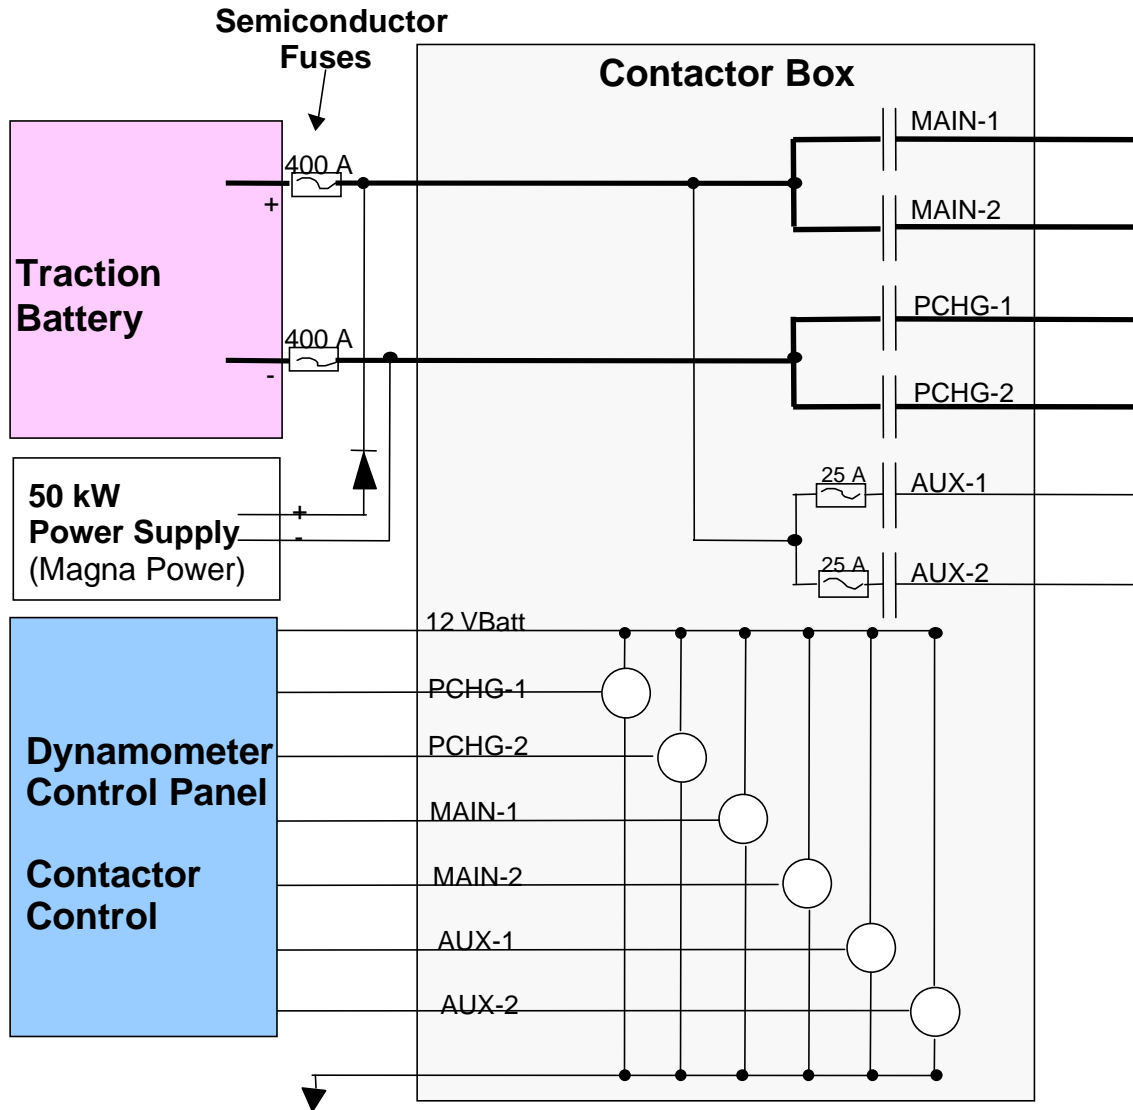 Semiconductor
Fuses
Contactor Box
MAIN-1
400 A
+
MAIN-2
Traction
Battery
PCHG-1
400 A
-
PCHG-2
25 A
AUX-1
50 kW
Power Supply
(Magna Power)
+
-
25 A
AUX-2
12 VBatt
PCHG-1
Dynamometer
Control Panel
PCHG-2
MAIN-1
Contactor
Control
MAIN-2
AUX-1
AUX-2